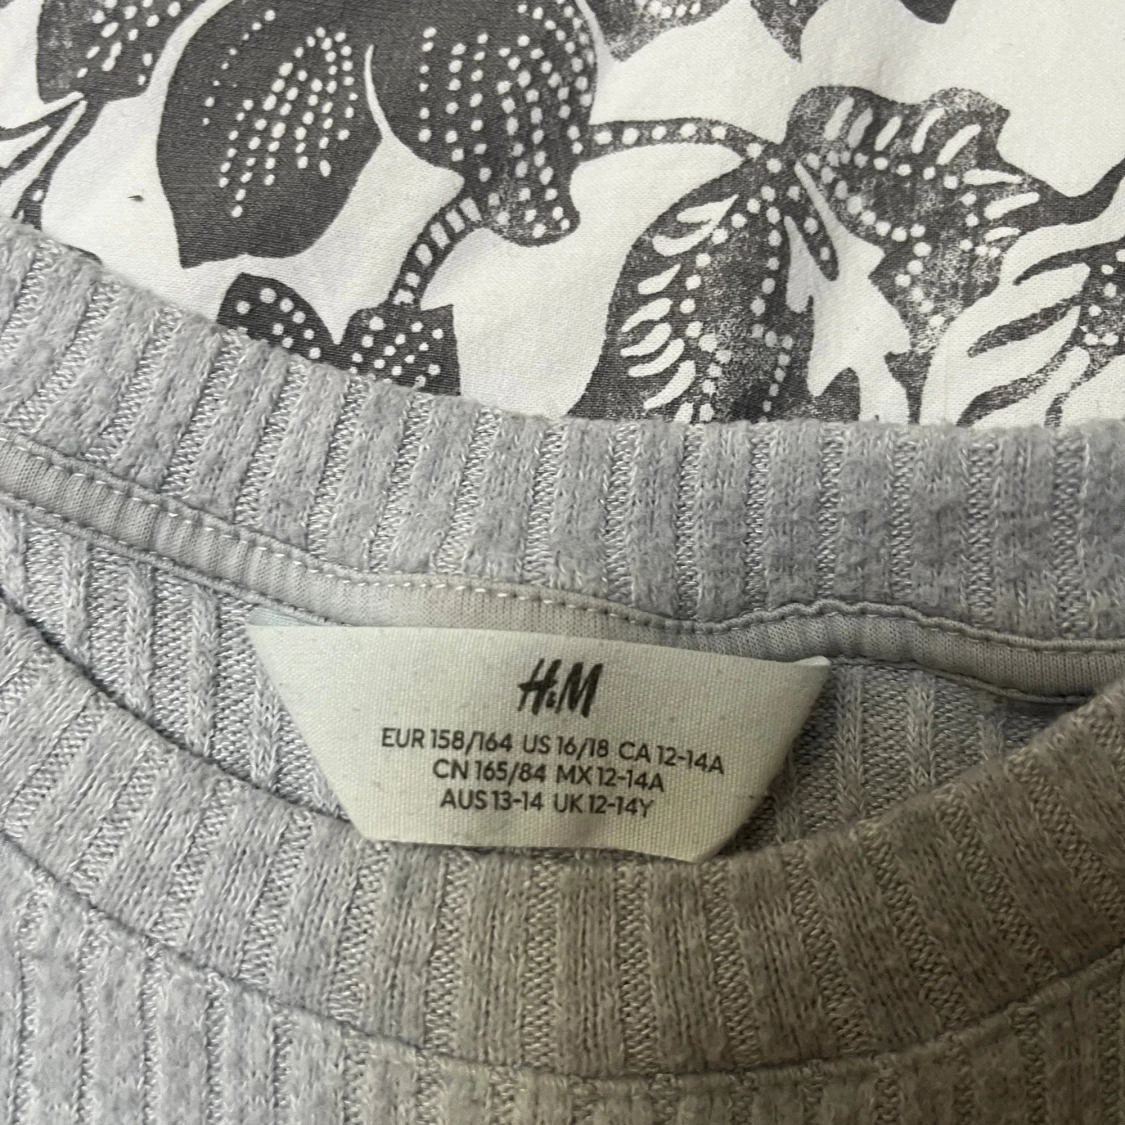 H&M
EUR 158/164 US 16/18 CA 12-14A
CN 165/84 MX 12-14A
AUS 13-14 UK 12-14Y